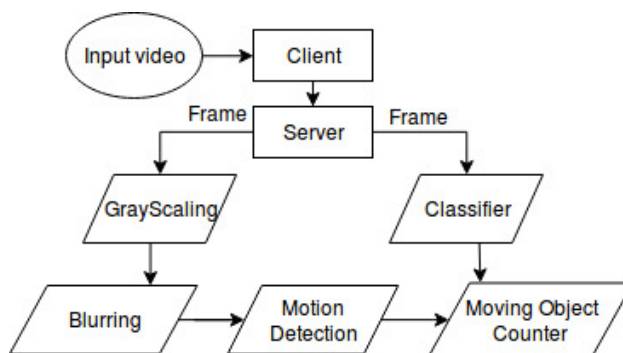 Input video
Client
Frame
Server
Frame
GrayScaling
Classifier
Blurring
Motion
Detection
Moving Object
Counter